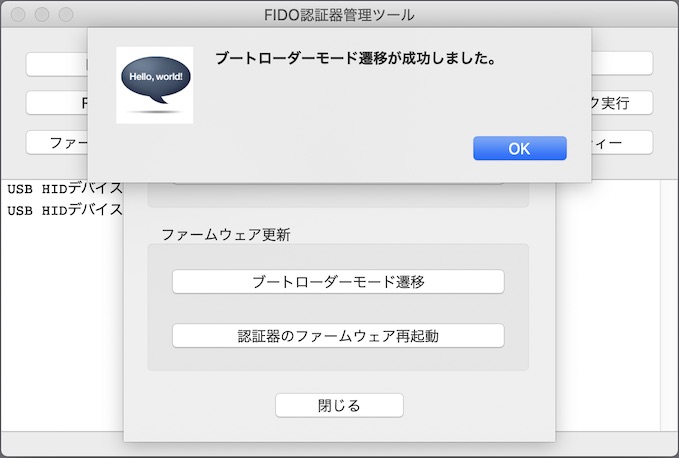 FIDO認証器管理ツール
Hello, world!
ブートローダーモード遷移が成功しました。
OK
ク実行
ファー
ィー
USB HIDデバイス
USB HIDデバイス
ファームウェア更新
ブートローダーモード遷移
認証器のファームウェア再起動
閉じる